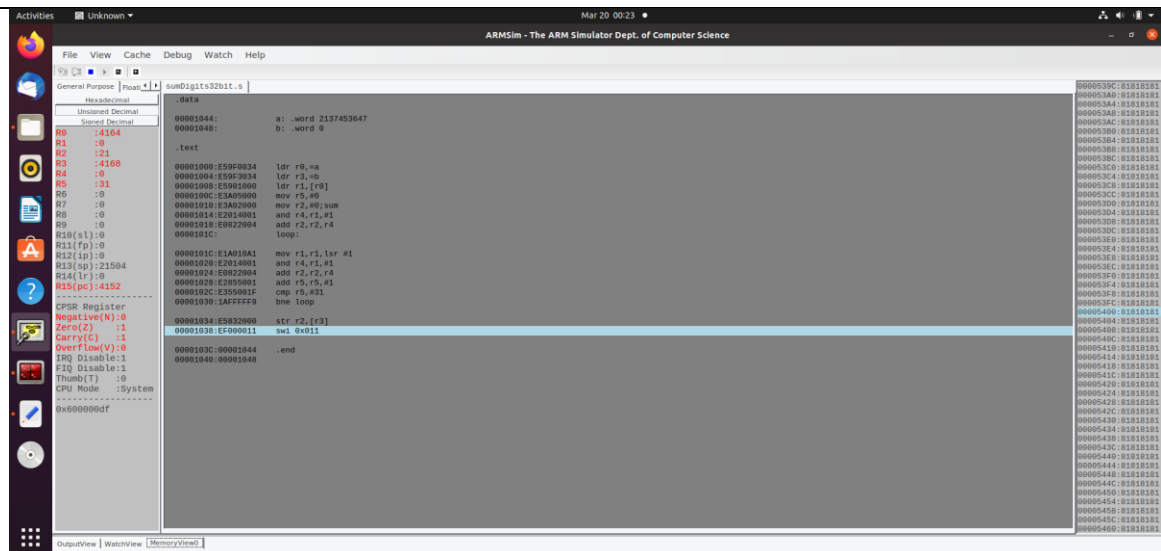 Activities Unknown Mar 20 00:23
ARMSim - The ARM Simulator Dept. of Computer Science
File View Cache Debug Watch Help
General Purpose Floati sumDigits32bit.s
Hexadecimal
Unsigned Decimal
Signed Decimal
R0 :4164
R1 :0
R2 :21
R3 :4168
R4 :0
R5 :31
R6 :0
R7 :0
R8 :0
R9 :0
R10(sl):0
R11(fp):0
R12(ip):0
R13(sp):21504
R14(lr):0
R15(pc):4152
CPSR Register
Negative(N):0
Zero(Z) :1
Carry(C) :1
Overflow(V):0
IRQ Disable:1
FIQ Disable:1
Thumb(T) :0
CPU Mode :System
0x600000df
.data
00001044: a: .word 2137453647
00001048: b: .word 0
.text
00001000:E59F0034 ldr r0,=a
00001004:E59F3034 ldr r3,=b
00001008:E5901000 ldr r1,[r0]
0000100C:E3A05000 mov r5,#0
00001010:E3A02000 mov r2,#0;sum
00001014:E2014001 and r4,r1,#1
00001018:E0822004 add r2,r2,r4
0000101C: loop:
0000101C:E1A010A1 mov r1,r1,lsr #1
00001020:E2014001 and r4,r1,#1
00001024:E0822004 add r2,r2,r4
00001028:E2855001 add r5,r5,#1
0000102C:E355001F cmp r5,#31
00001030:1AFFFFF9 bne loop
00001034:E5832000 str r2,[r3]
00001038:EF000011 swi 0x011
0000103C:00001044 .end
00001040:00001048
0000539C:81818181
000053A0:81818181
000053A4:81818181
000053A8:81818181
000053AC:81818181
000053B0:81818181
000053B4:81818181
000053B8:81818181
000053BC:81818181
000053C0:81818181
000053C4:81818181
000053C8:81818181
000053CC:81818181
000053D0:81818181
000053D4:81818181
000053D8:81818181
000053DC:81818181
000053E0:81818181
000053E4:81818181
000053E8:81818181
000053EC:81818181
000053F0:81818181
000053F4:81818181
000053F8:81818181
000053FC:81818181
00005400:81818181
00005404:81818181
00005408:81818181
0000540C:81818181
00005410:81818181
00005414:81818181
00005418:81818181
0000541C:81818181
00005420:81818181
00005424:81818181
00005428:81818181
0000542C:81818181
00005430:81818181
00005434:81818181
00005438:81818181
0000543C:81818181
00005440:81818181
00005444:81818181
00005448:81818181
0000544C:81818181
00005450:81818181
00005454:81818181
00005458:81818181
0000545C:81818181
00005460:81818181
OutputView WatchView MemoryView0